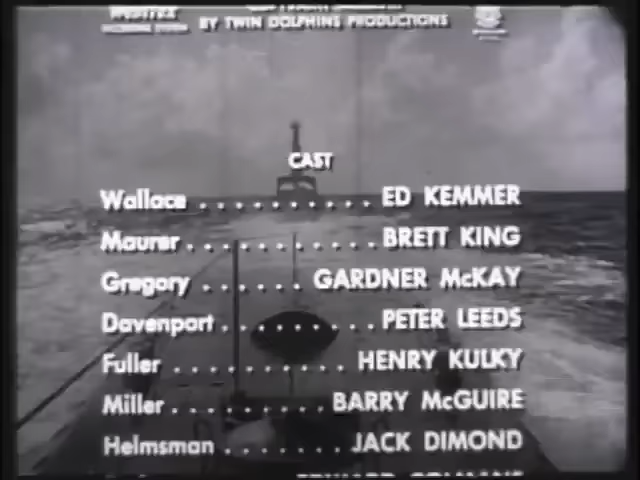 BY TWIN DOLPHINS PRODUCTIONS
CAST
Wallace . . . . . . . . . . ED KEMMER
Maurer . . . . . . . . . . . . BRETT KING
Gregory . . . . . . GARDNER McKAY
Davenport . . . . . . . . . PETER LEEDS
Fuller . . . . . . . . . . . HENRY KULKY
Miller . . . . . . . . . . BARRY McGUIRE
Helmsman . . . . . . . . JACK DIMOND